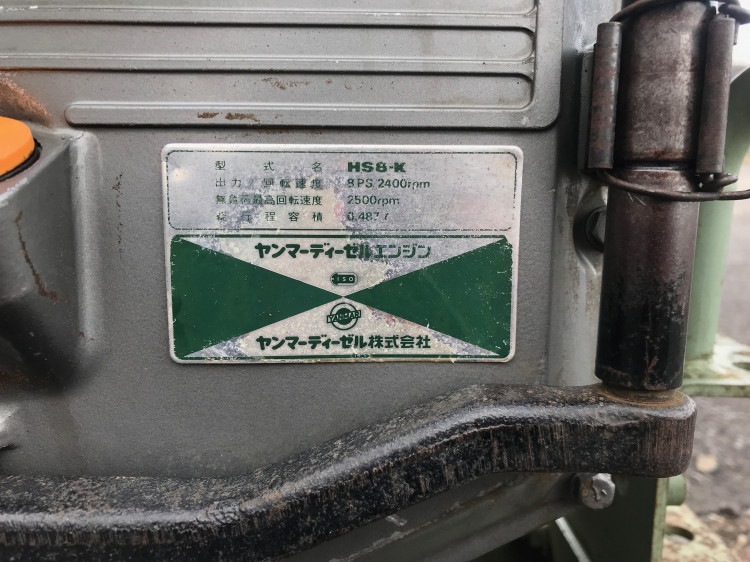 型式名 HS8-K
出力/回転速度 8PS/2400rpm
無負荷最高回転速度 2500rpm
行程容積 0.487ℓ
ヤンマーディーゼルエンジン
ISO
YANMAR
ヤンマーディーゼル株式会社